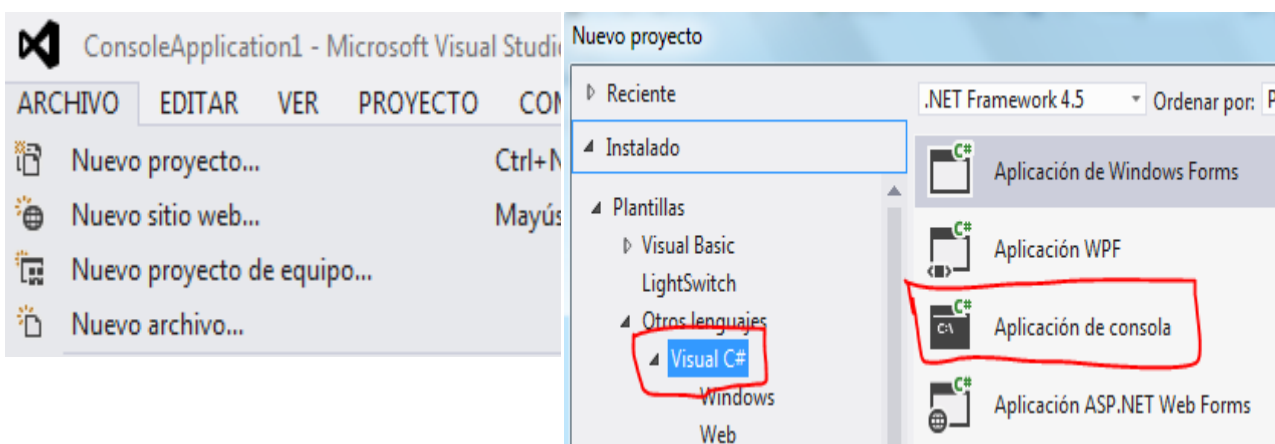 ConsoleApplication1 - Microsoft Visual
ARCHIVO EDITAR VER PROYECTO
Nuevo proyecto... Ctrl+N
Nuevo sitio web...
Nuevo proyecto de equipo...
Nuevo archivo...
Nuevo proyecto
Reciente
Instalado
Plantillas
Visual Basic
LightSwitch
Otros lenguajes
Visual C#
Windows
Web
.NET Framework 4.5 Ordenar por:
C# Aplicación de Windows Forms
C# Aplicación WPF
C# C:\ Aplicación de consola
C# Aplicación ASP.NET Web Forms